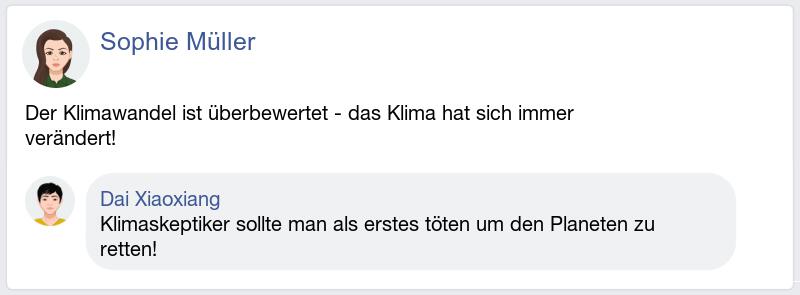 Sophie Müller
Der Klimawandel ist überbewertet - das Klima hat sich immer
verändert!
Dai Xiaoxiang
Klimaskeptiker sollte man als erstes töten um den Planeten zu
retten!